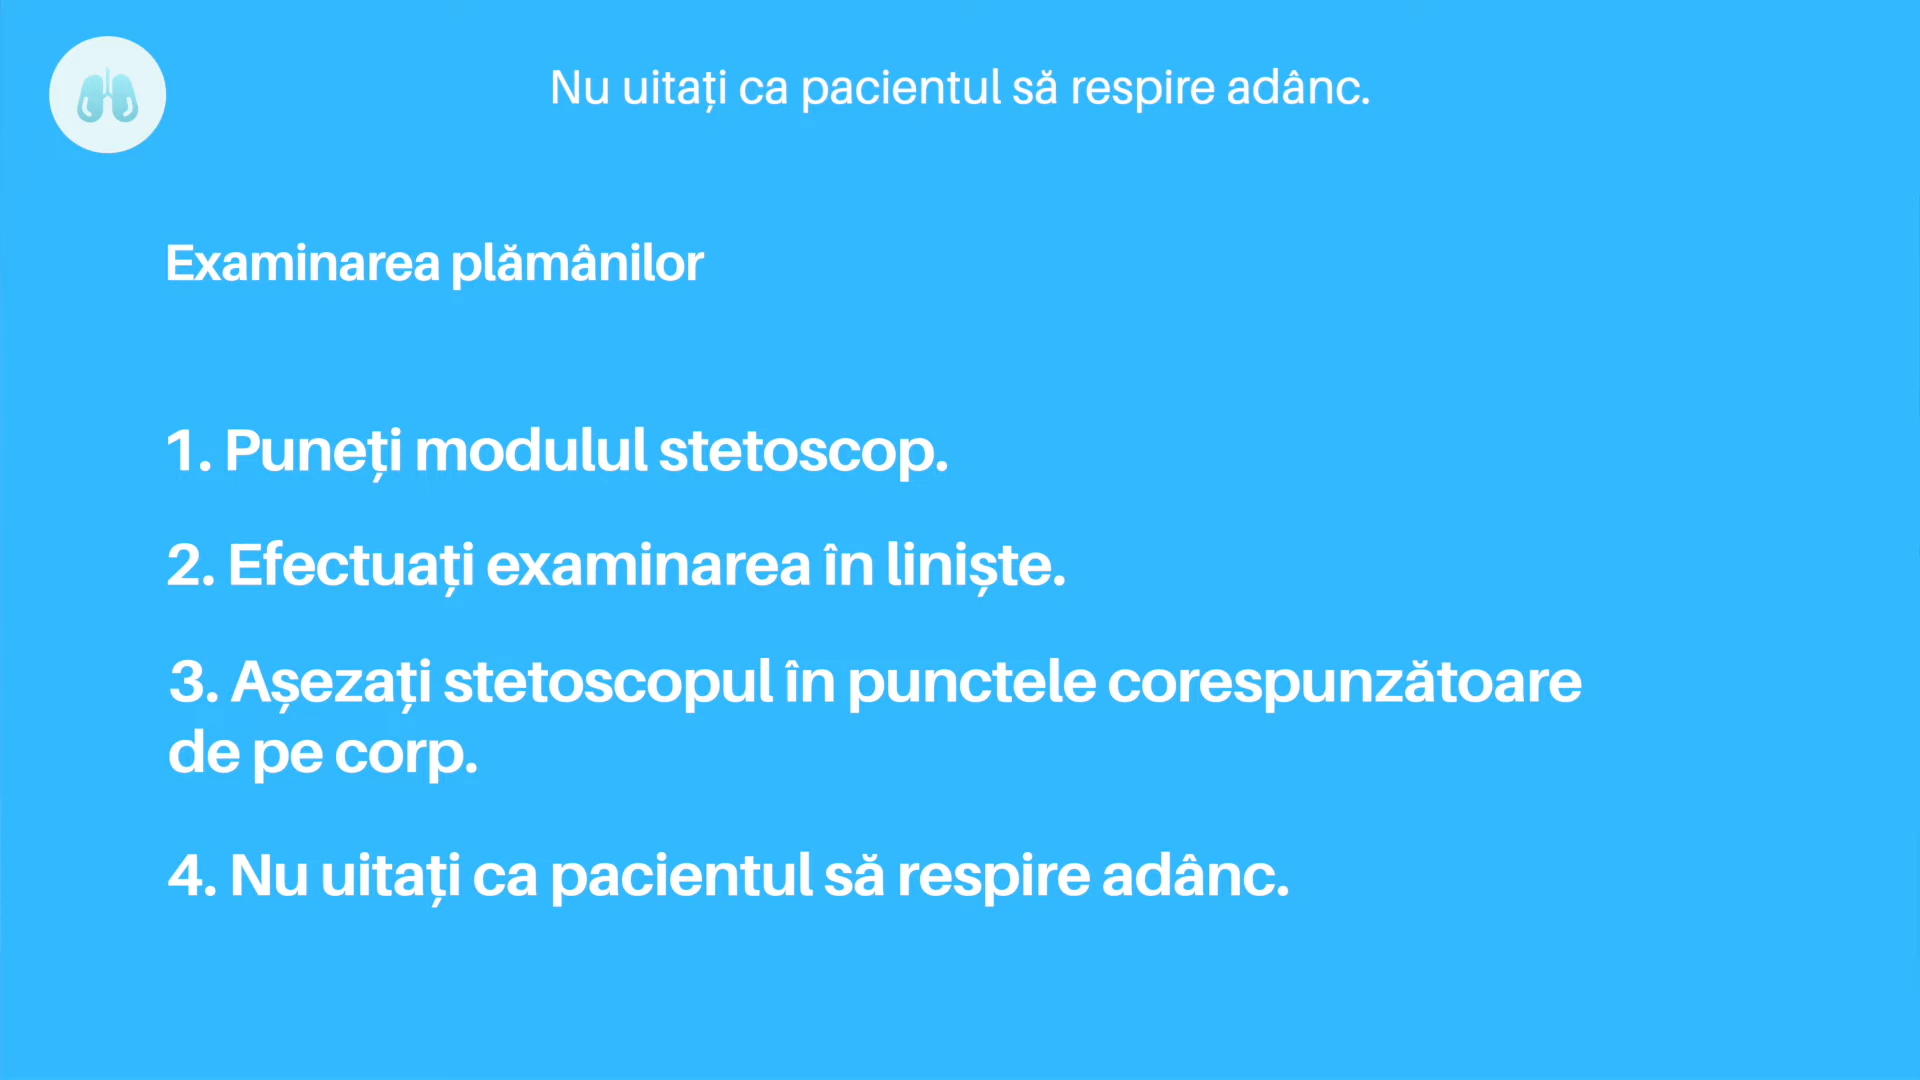 Nu uitați ca pacientul să respire adânc.
Examinarea plămânilor
1. Puneți modulul stetoscop.
2. Efectuați examinarea în liniște.
3. Așezați stetoscopul în punctele corespunzătoare
de pe corp.
4. Nu uitați ca pacientul să respire adânc.